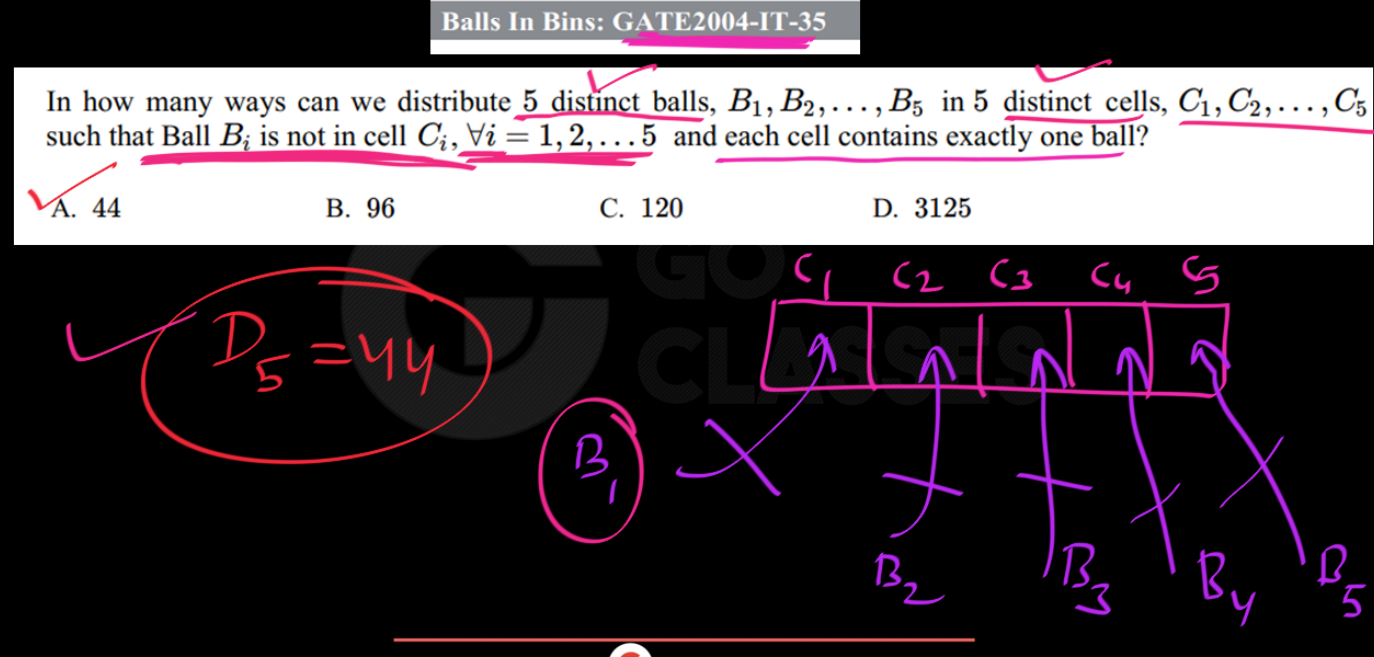 Balls In Bins: GATE2004-IT-35
In how many ways can we distribute 5 distinct balls, B₁, B₂, . . . , B₅ in 5 distinct cells, C₁, C₂, . . . , C₅
such that Ball Bᵢ is not in cell Cᵢ, ∀i = 1, 2, . . . 5 and each cell contains exactly one ball?
A. 44 B. 96 C. 120 D. 3125
GO
CLASSES
C₁ C₂ C₃ C₄ C₅
D₅ = 44
B₁
B₂ B₃ B₄ B₅